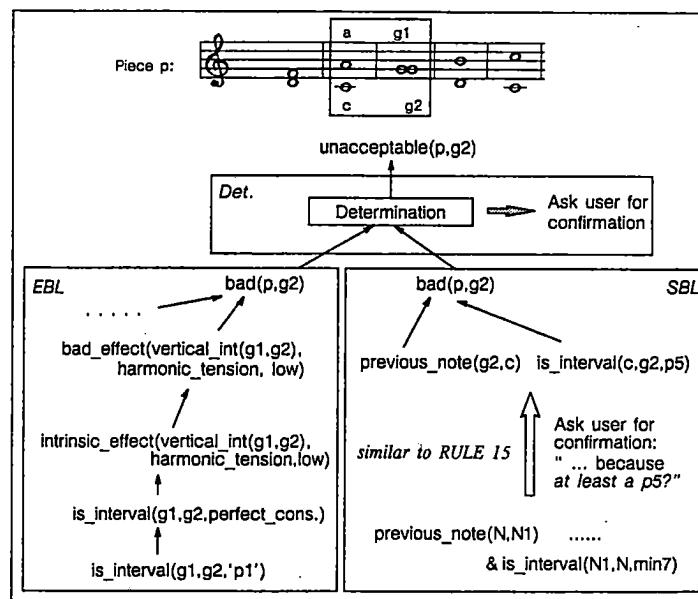 a g1
Piece p:
c g2
unacceptable(p,g2)
Det.
Determination
Ask user for
confirmation
EBL
bad(p,g2)
. . . . .
bad_effect(vertical_int(g1,g2),
harmonic_tension, low)
intrinsic_effect(vertical_int(g1,g2),
harmonic_tension,low)
is_interval(g1,g2,perfect_cons.)
is_interval(g1,g2,'p1')
bad(p,g2)
SBL
previous_note(g2,c) is_interval(c,g2,p5)
similar to RULE 15
Ask user for
confirmation:
" ... because
at least a p5?"
previous_note(N,N1) ......
& is_interval(N1,N,min7)